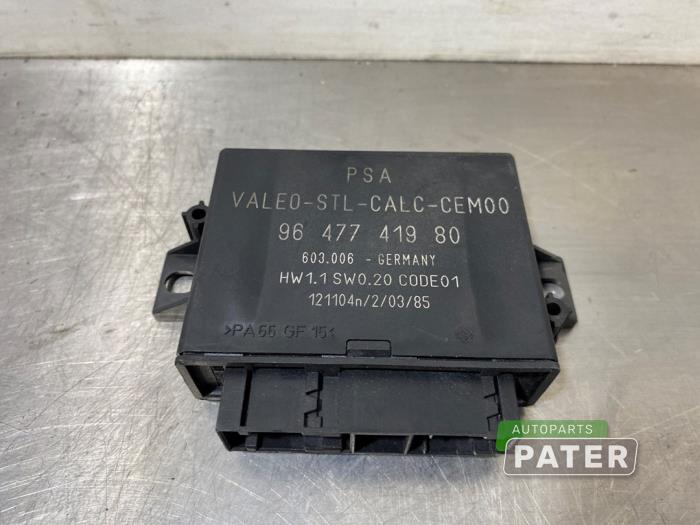 PSA
VALEO-STL-CALC-CEM00
96 477 419 80
603.006 - GERMANY
HW1.1 SW0.20 CODE01
121104n/2/03/85
>PA66 GF 15<
AUTOPARTS
PATER